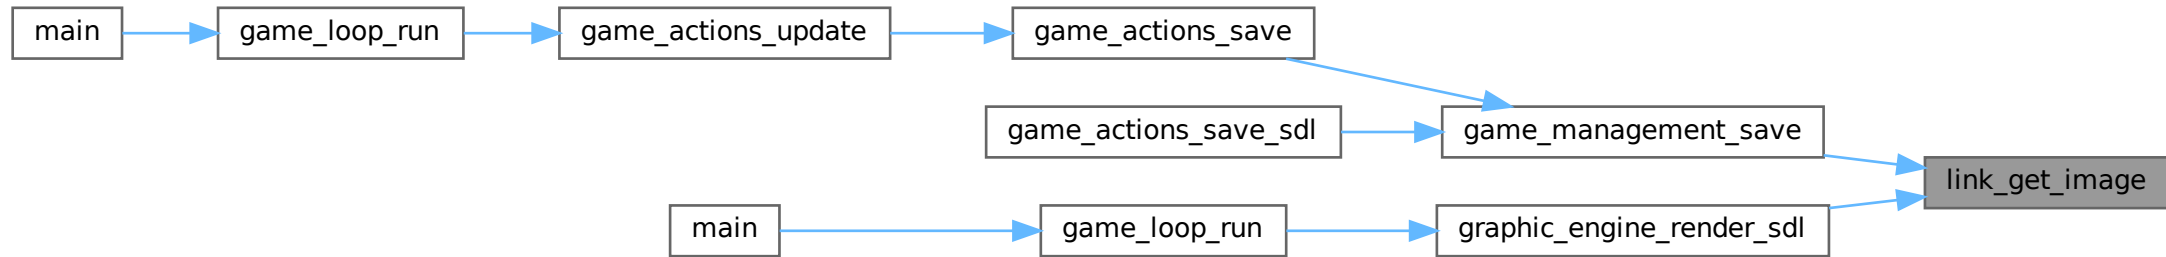 main
game_loop_run
game_actions_update
game_actions_save
game_actions_save_sdl
game_management_save
link_get_image
main
game_loop_run
graphic_engine_render_sdl